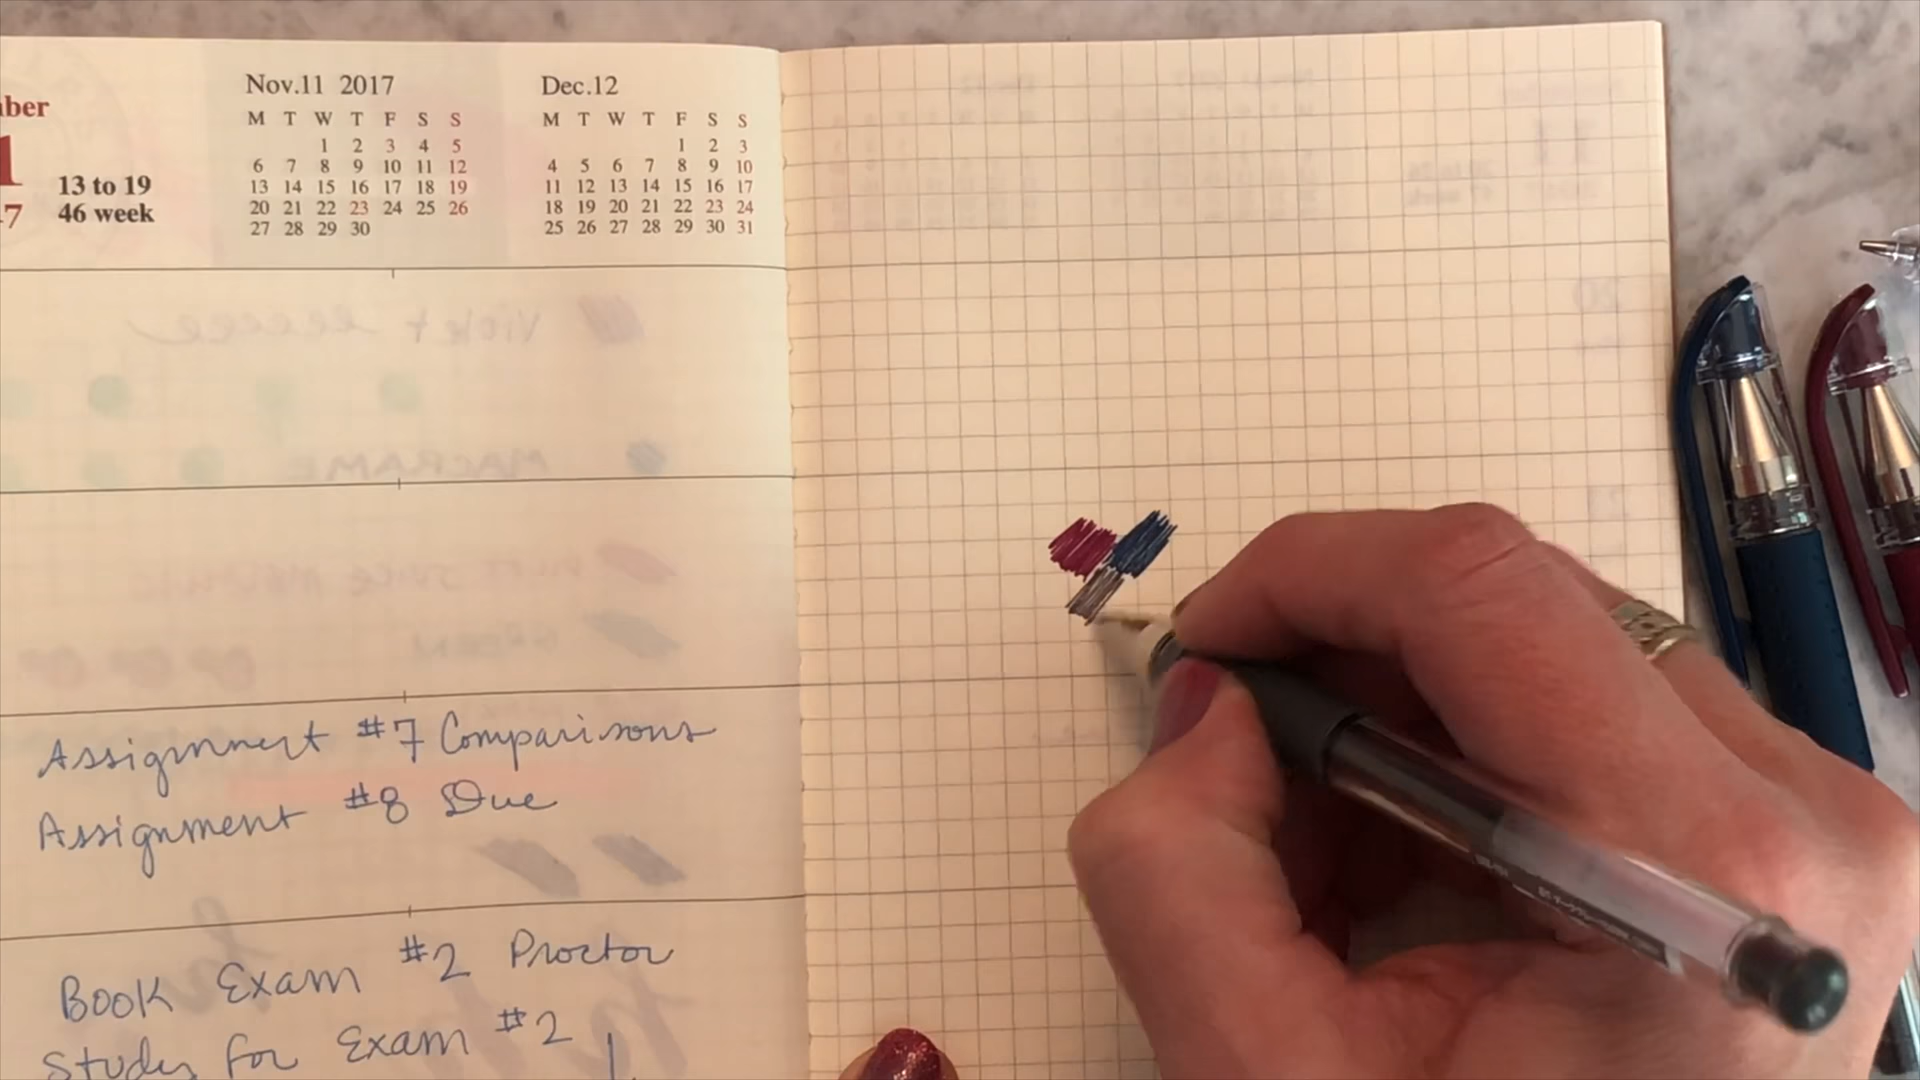 13 to 19
46 week
Nov.11 2017
M T W T F S S
1 2 3 4 5
6 7 8 9 10 11 12
13 14 15 16 17 18 19
20 21 22 23 24 25 26
27 28 29 30
Dec.12
M T W T F S S
1 2 3
4 5 6 7 8 9 10
11 12 13 14 15 16 17
18 19 20 21 22 23 24
25 26 27 28 29 30 31
Assignment #7 Comparisons
Assignment #8 Due
Book Exam #2 Proctor
Study for Exam #2